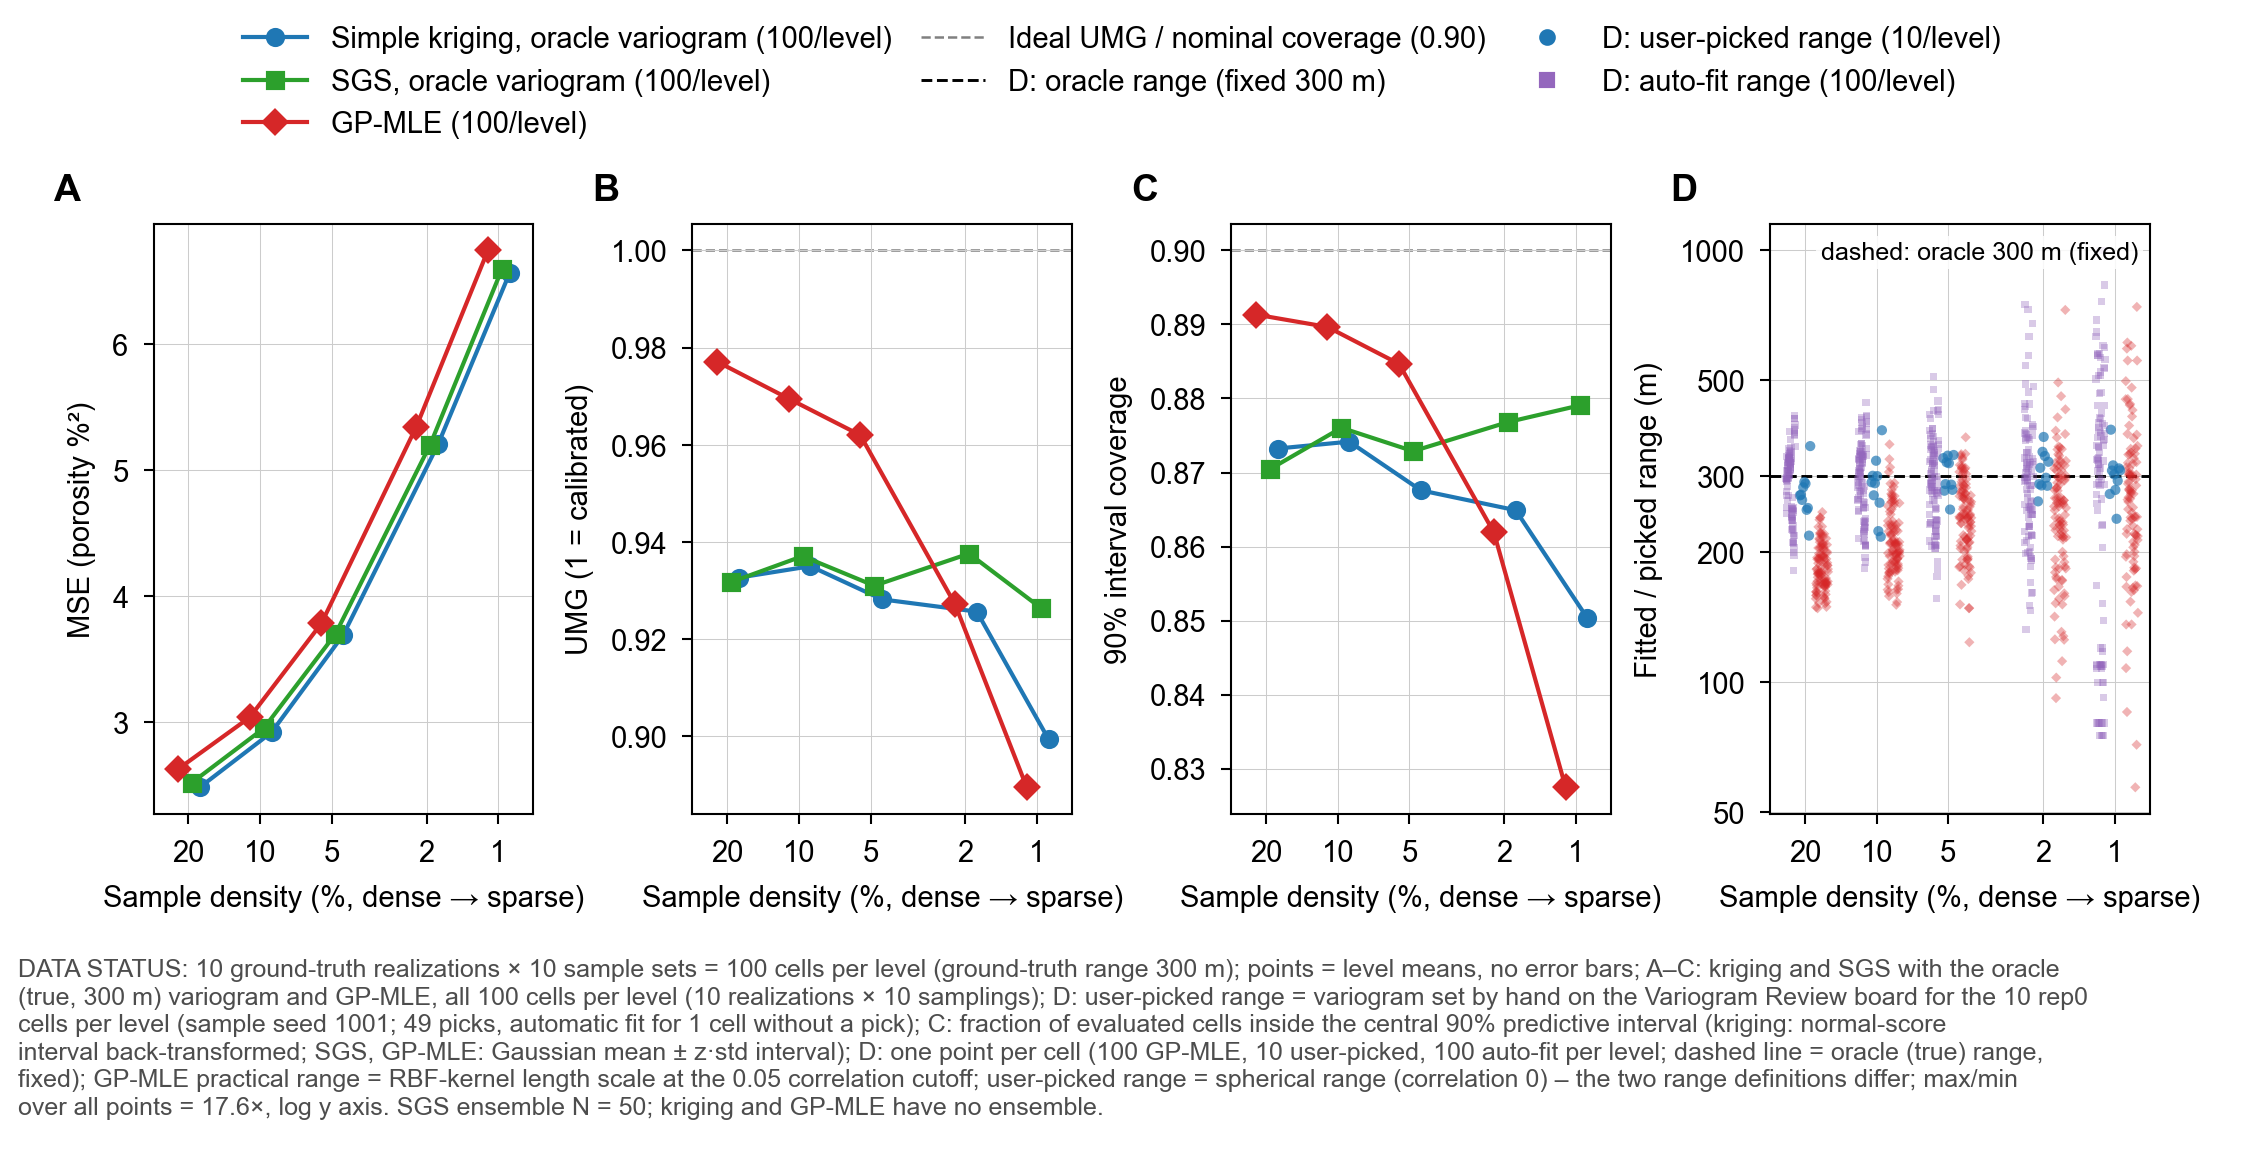 Simple kriging, oracle variogram (100/level)
SGS, oracle variogram (100/level)
GP-MLE (100/level)
Ideal UMG / nominal coverage (0.90)
D: oracle range (fixed 300 m)
D: user-picked range (10/level)
D: auto-fit range (100/level)
A
MSE (porosity %²)
6
5
4
3
20 10 5 2 1
Sample density (%, dense → sparse)
B
UMG (1 = calibrated)
1.00
0.98
0.96
0.94
0.92
0.90
20 10 5 2 1
Sample density (%, dense → sparse)
C
90% interval coverage
0.90
0.89
0.88
0.87
0.86
0.85
0.84
0.83
20 10 5 2 1
Sample density (%, dense → sparse)
D
Fitted / picked range (m)
dashed: oracle 300 m (fixed)
1000
500
300
200
100
50
20 10 5 2 1
Sample density (%, dense → sparse)
DATA STATUS: 10 ground-truth realizations × 10 sample sets = 100 cells per level (ground-truth range 300 m); points = level means, no error bars; A–C: kriging and SGS with the oracle
(true, 300 m) variogram and GP-MLE, all 100 cells per level (10 realizations × 10 samplings); D: user-picked range = variogram set by hand on the Variogram Review board for the 10 rep0
cells per level (sample seed 1001; 49 picks, automatic fit for 1 cell without a pick); C: fraction of evaluated cells inside the central 90% predictive interval (kriging: normal-score
interval back-transformed; SGS, GP-MLE: Gaussian mean ± z·std interval); D: one point per cell (100 GP-MLE, 10 user-picked, 100 auto-fit per level; dashed line = oracle (true) range,
fixed); GP-MLE practical range = RBF-kernel length scale at the 0.05 correlation cutoff; user-picked range = spherical range (correlation 0) – the two range definitions differ; max/min
over all points = 17.6×, log y axis. SGS ensemble N = 50; kriging and GP-MLE have no ensemble.